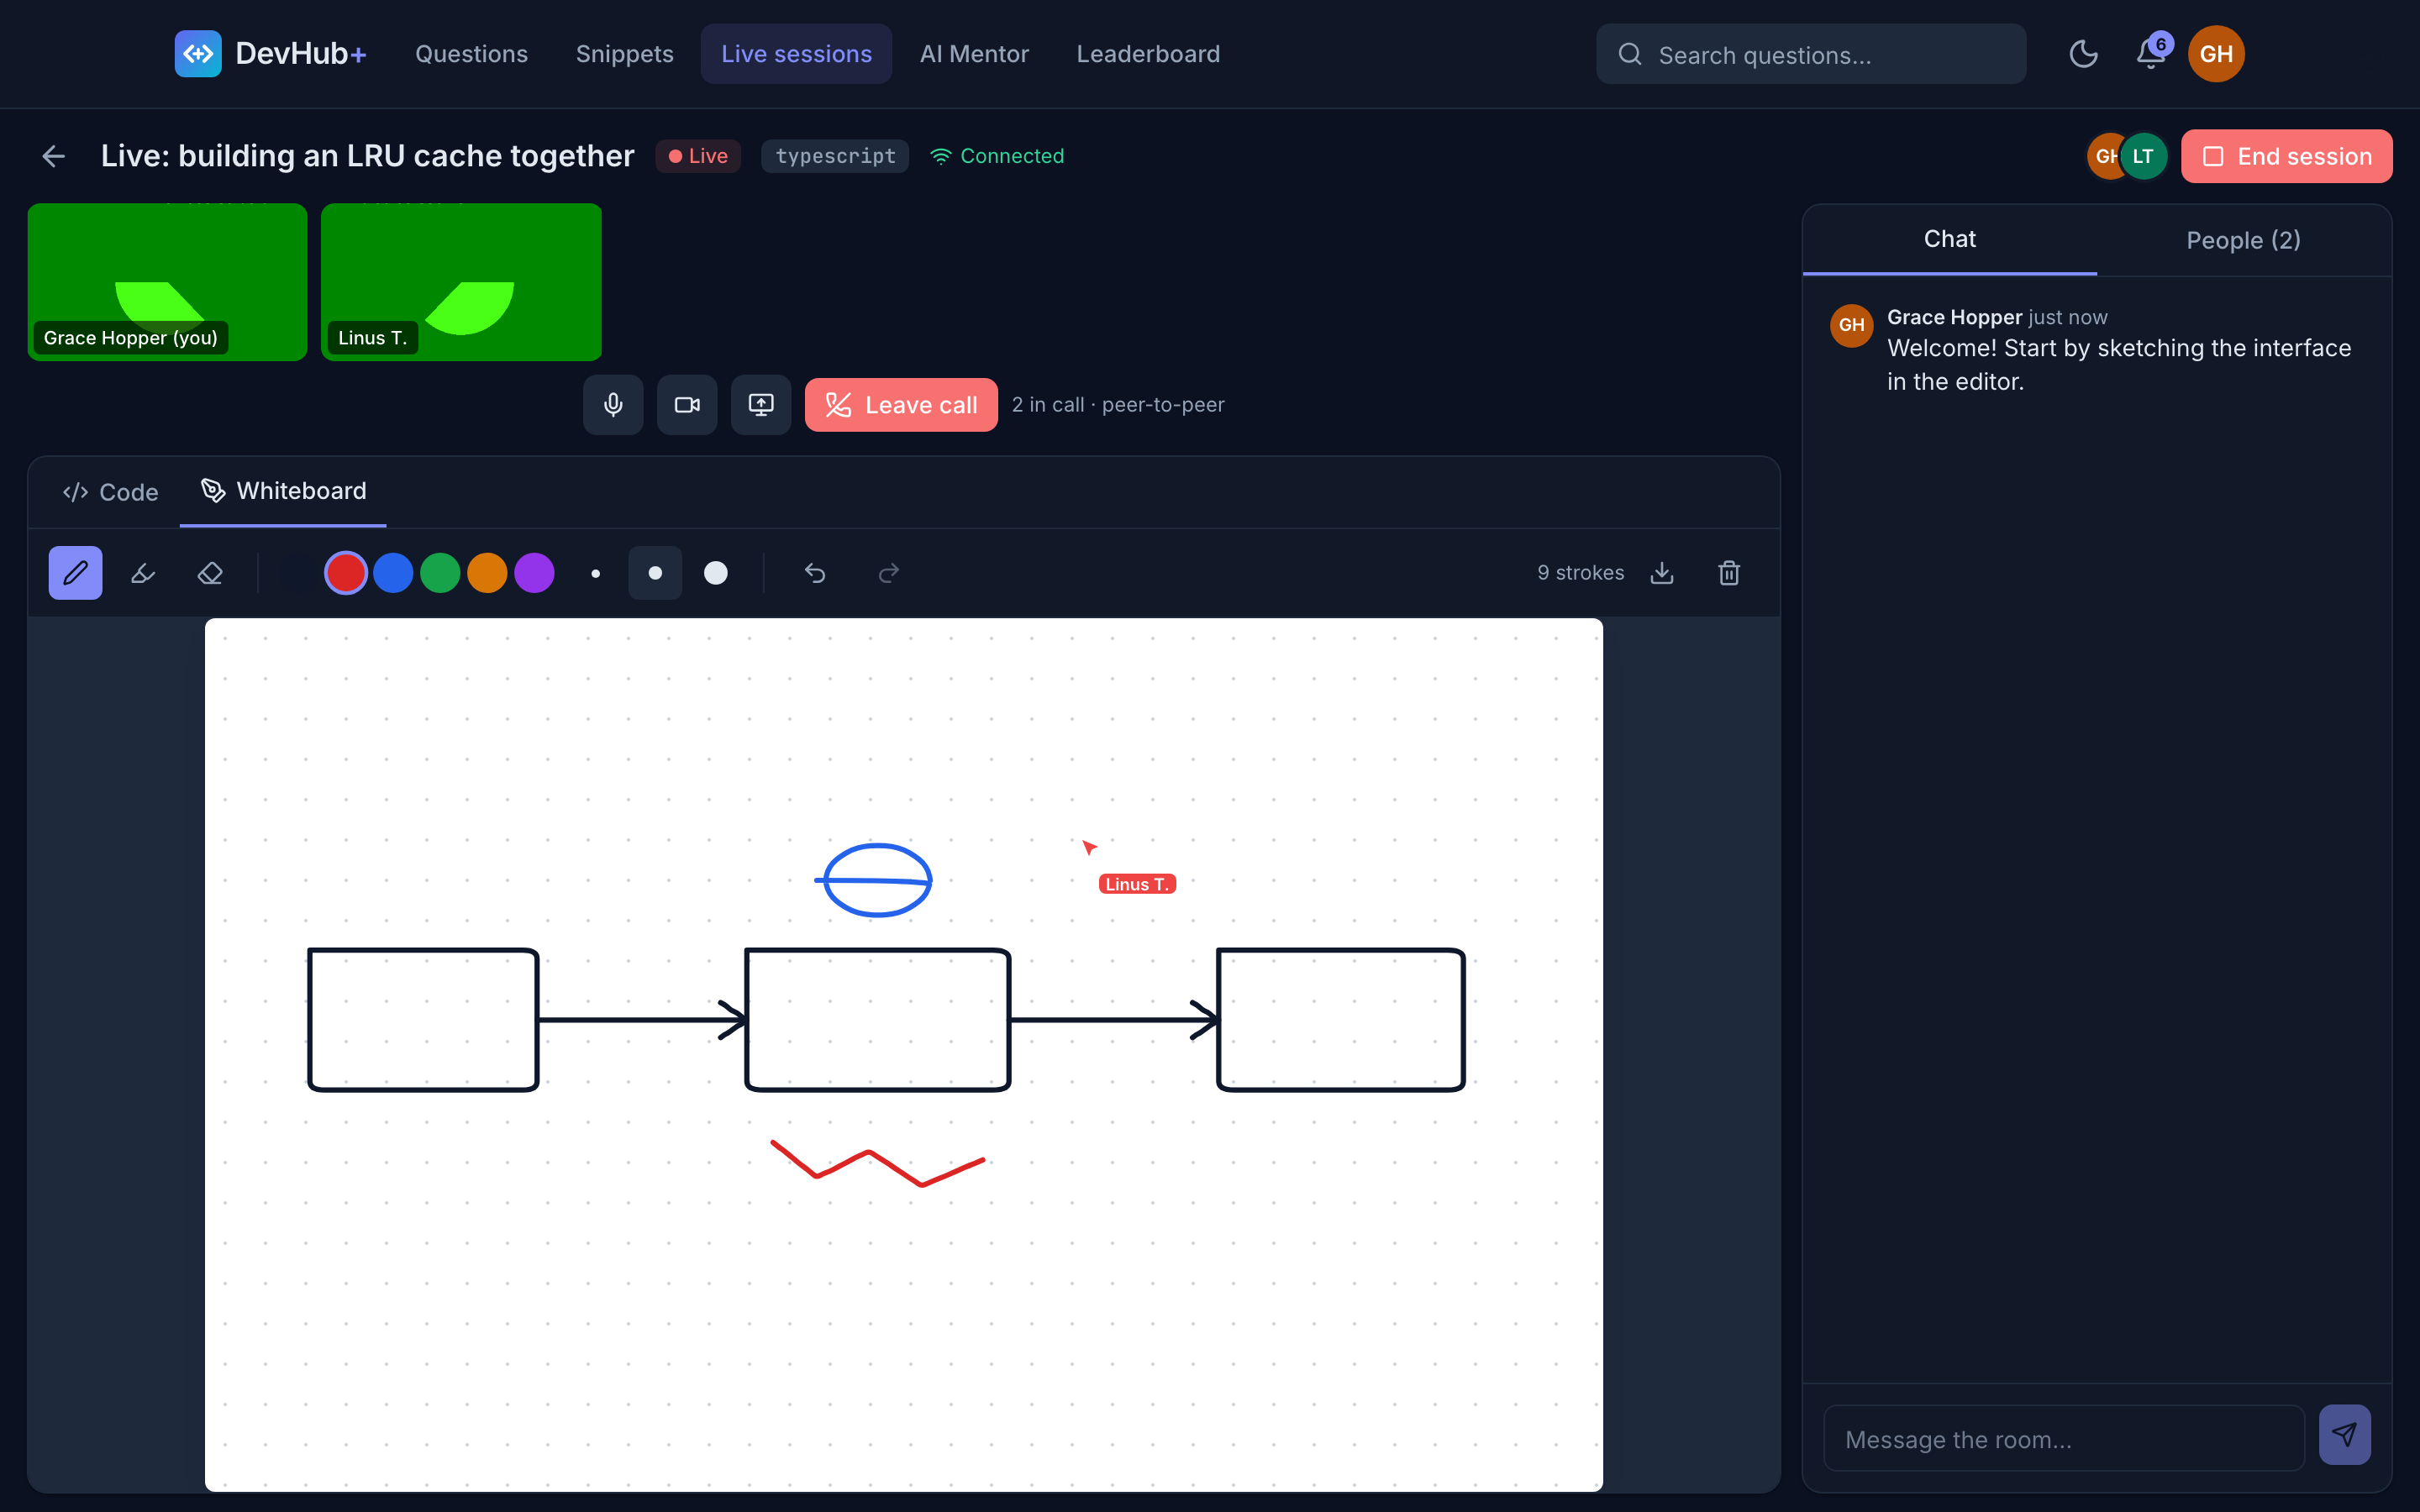 DevHub+
Questions
Snippets
Live sessions
AI Mentor
Leaderboard
Search questions...
6
GH
Live: building an LRU cache together
Live
typescript
Connected
GH
LT
End session
Grace Hopper (you)
Linus T.
Leave call
2 in call · peer-to-peer
Chat
People (2)
GH
Grace Hopper just now
Welcome! Start by sketching the interface
in the editor.
Code
Whiteboard
9 strokes
Linus T.
Message the room...